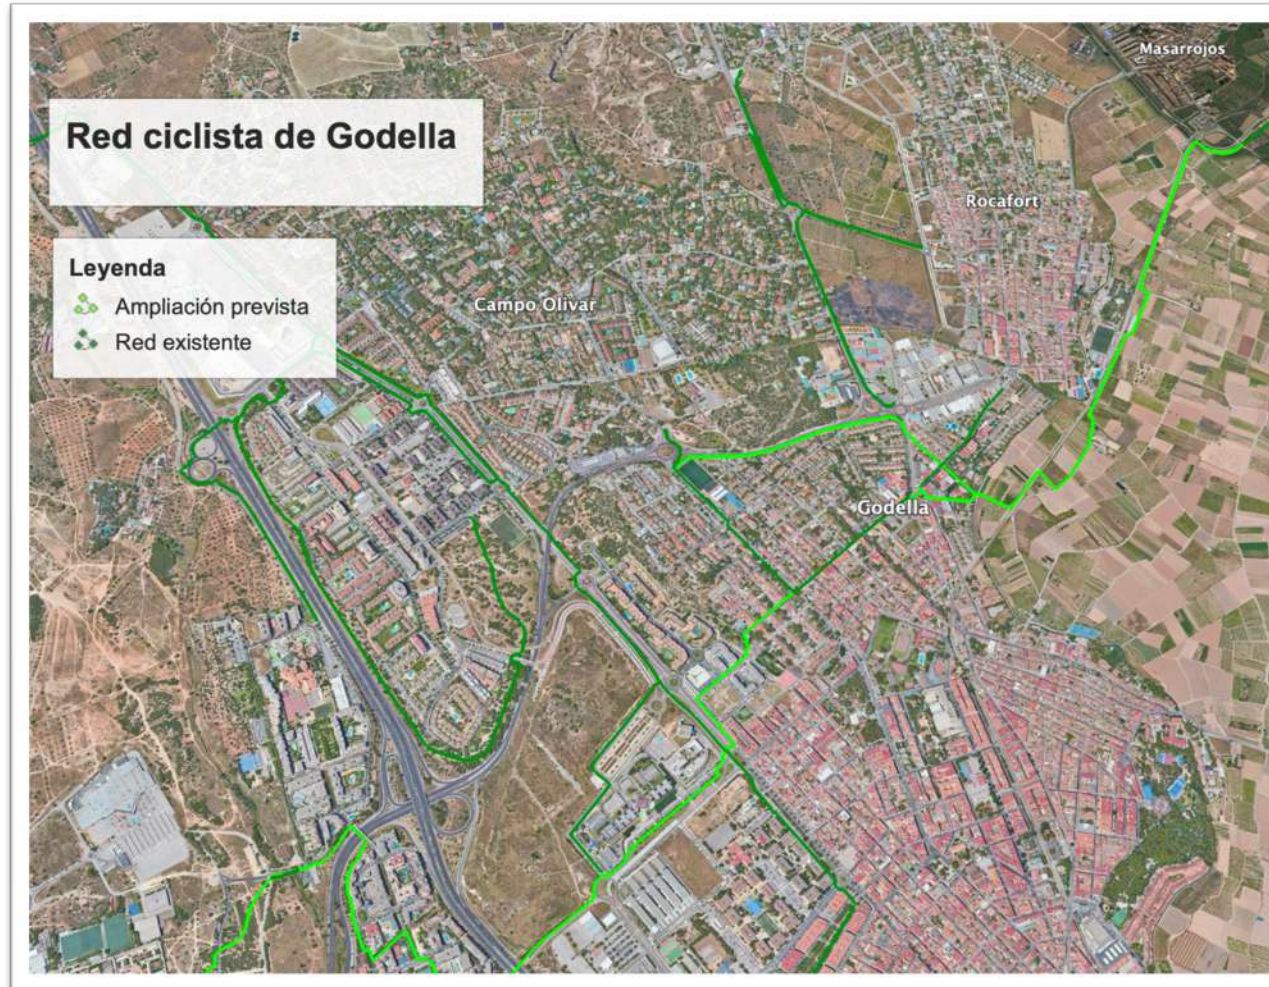 Red ciclista de Godella
Leyenda
Ampliación prevista
Red existente
Masarrojos
Rocafort
Campo Olivar
Godella